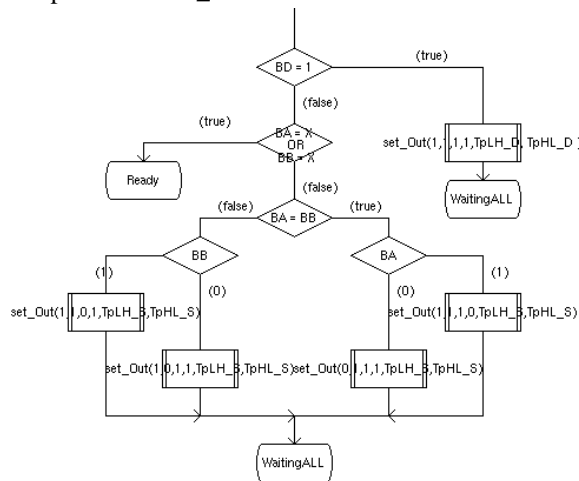 BD = 1
(true)
(false)
(true)
BA = X
OR
BB = X
set_Out(1,1,1,1,TpLH_D, TpHL_D )
Ready
(false)
WaitingALL
(false)
BA = BB
(true)
BB
BA
(1)
(0)
(0)
(1)
set_Out(1,1,0,1,TpLH_S,TpHL_S)
set_Out(1,1,1,0,TpLH_S,TpHL_S)
set_Out(1,0,1,1,TpLH_S,TpHL_S)
set_Out(0,1,1,1,TpLH_S,TpHL_S)
WaitingALL